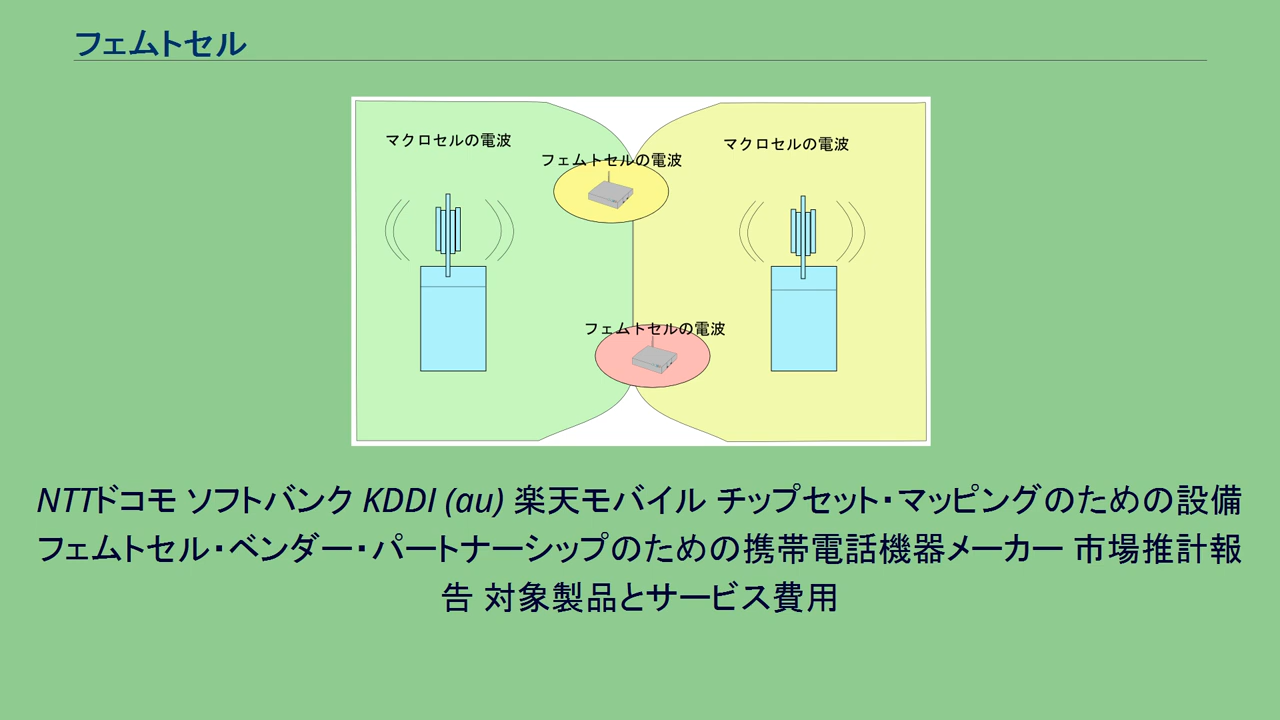 フェムトセル
マクロセルの電波
マクロセルの電波
フェムトセルの電波
フェムトセルの電波
NTTドコモ ソフトバンク KDDI (au) 楽天モバイル チップセット・マッピングのための設備
フェムトセル・ベンダー・パートナーシップのための携帯電話機器メーカー 市場推計報
告 対象製品とサービス費用